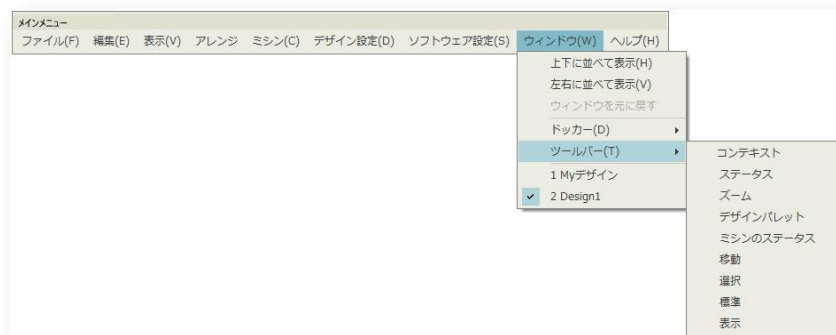 メインメニュー
ファイル(F) 編集(E) 表示(V) アレンジ ミシン(C) デザイン設定(D) ソフトウェア設定(S) ウィンドウ(W) ヘルプ(H)
上下に並べて表示(H)
左右に並べて表示(V)
ウィンドウを元に戻す
ドッカー(D)
ツールバー(T)
1 Myデザイン
2 Design1
コンテキスト
ステータス
ズーム
デザインパレット
ミシンのステータス
移動
選択
標準
表示